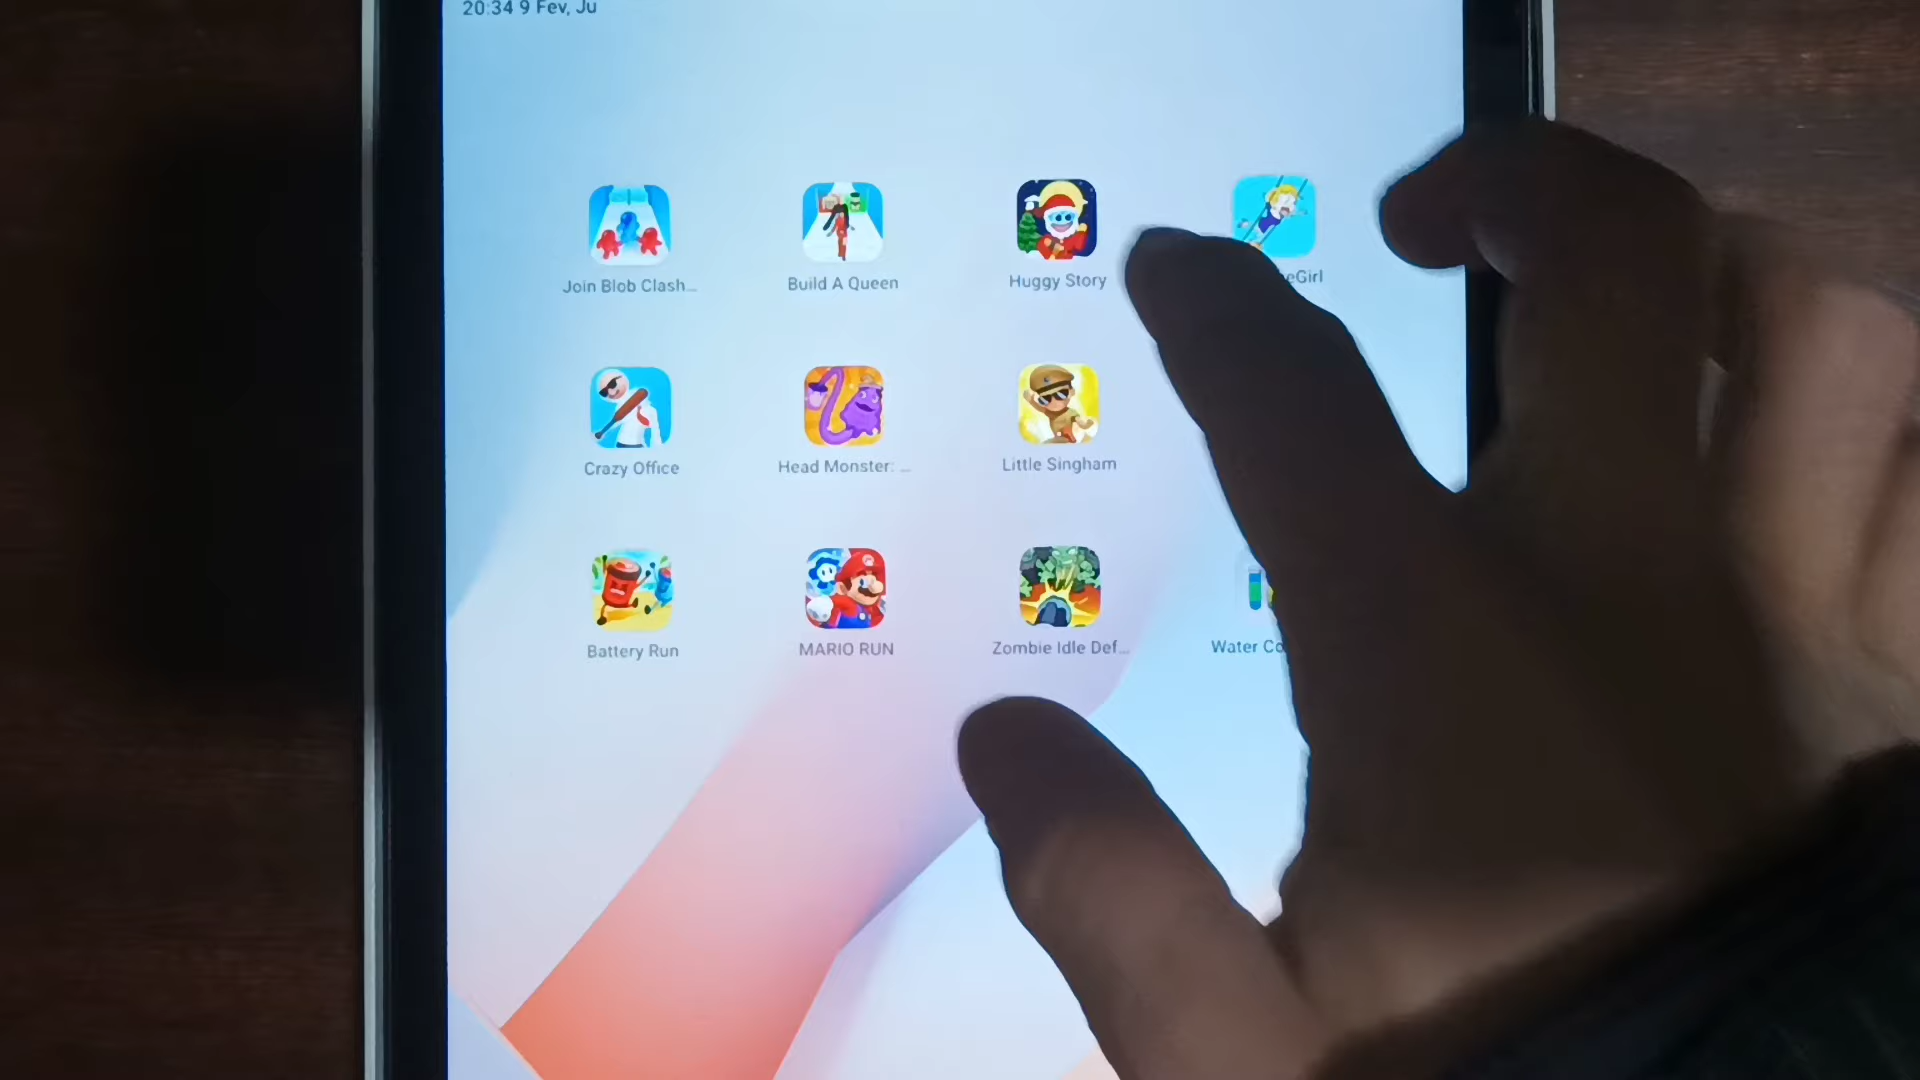 20:34 9 Fev, Ju
Join Blob Clash...
Build A Queen
Huggy Story
eGirl
Crazy Office
Head Monster: ...
Little Singham
Battery Run
MARIO RUN
Zombie Idle Def...
Water Co